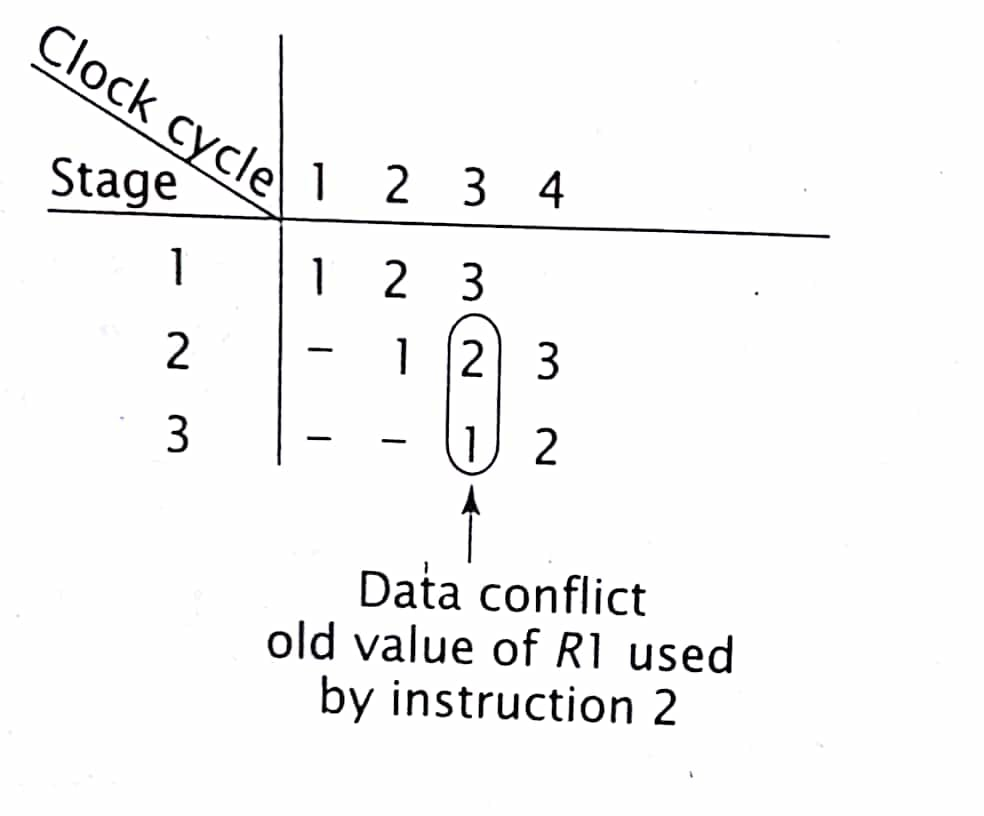 Clock cycle
Stage 1 2 3 4
1 1 2 3
2 – 1 2 3
3 – – 1 2
Data conflict
old value of R1 used
by instruction 2